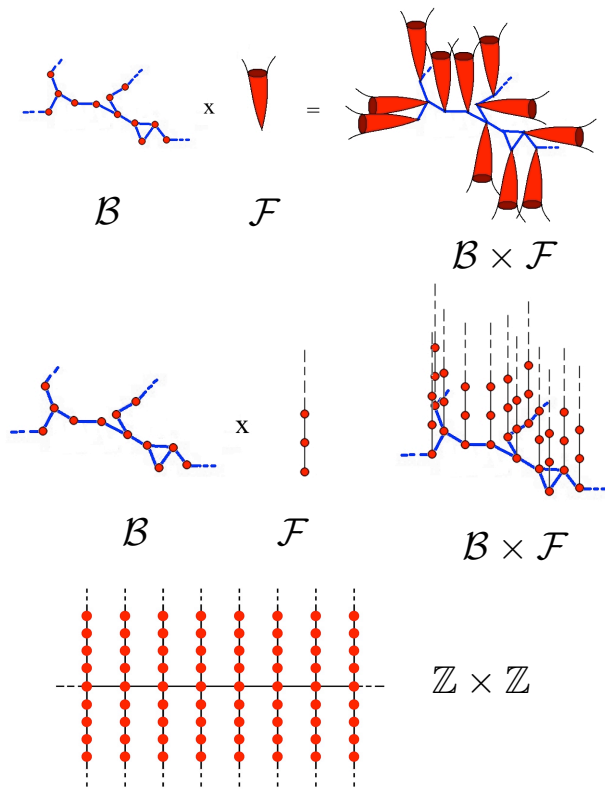 x
=
ℬ
ℱ
ℬ × ℱ
x
ℬ
ℱ
ℬ × ℱ
ℤ × ℤ